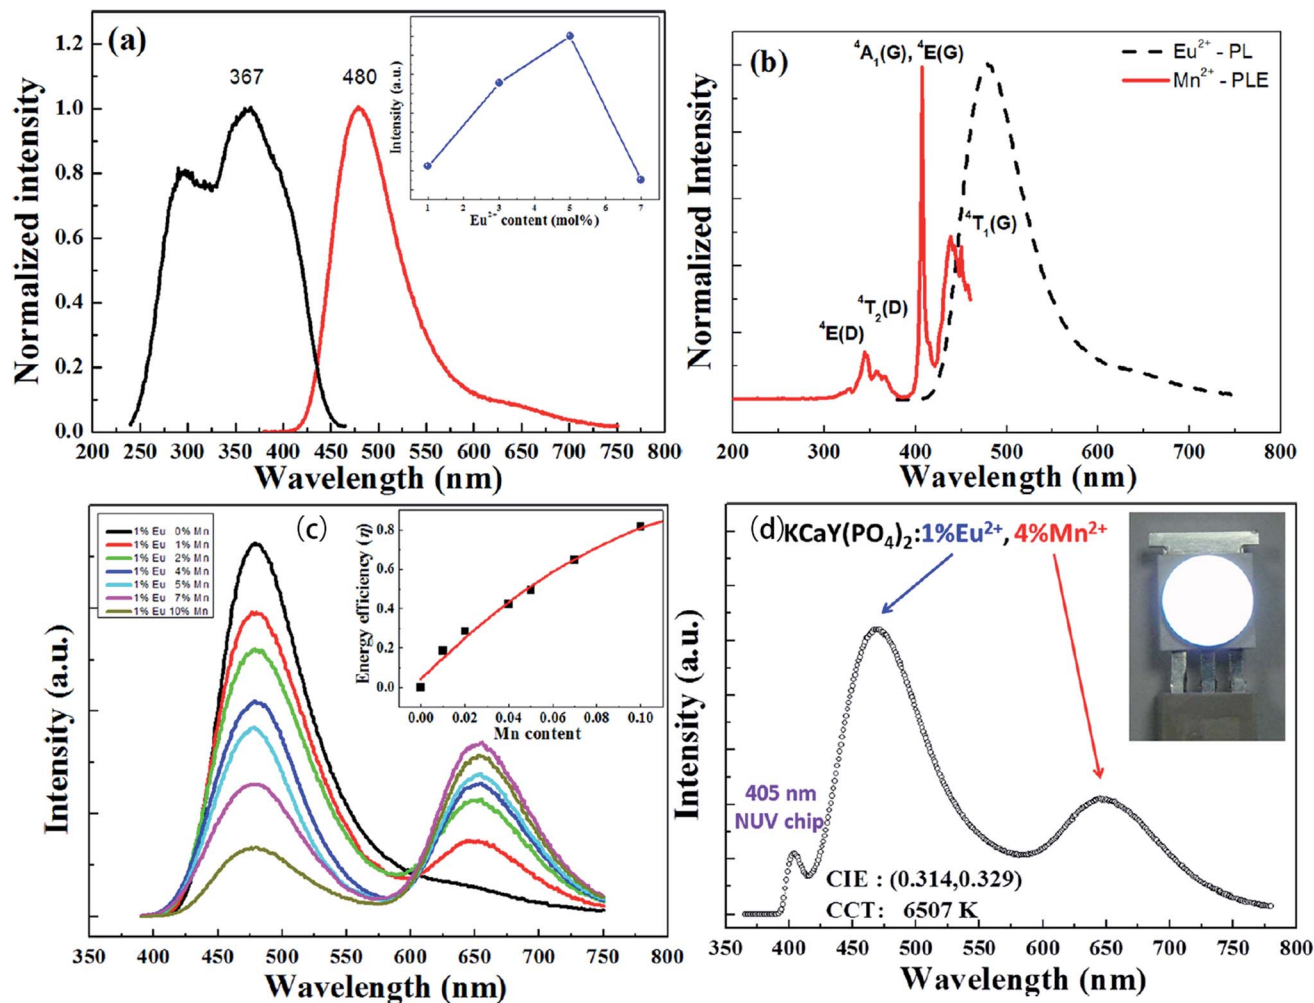 (a)
Normalized intensity
1.2
1.0
0.8
0.6
0.4
0.2
0.0
367
480
Intensity (a.u.)
1 2 3 4 5 6 7
Eu²⁺ content (mol%)
200 250 300 350 400 450 500 550 600 650 700 750 800
Wavelength (nm)
(b)
Normalized Intensity
⁴A₁(G), ⁴E(G)
Eu²⁺ - PL
Mn²⁺ - PLE
⁴T₁(G)
⁴T₂(D)
⁴E(D)
200 300 400 500 600 700 800
Wavelength (nm)
(c)
Intensity (a.u.)
1% Eu 0% Mn
1% Eu 1% Mn
1% Eu 2% Mn
1% Eu 4% Mn
1% Eu 5% Mn
1% Eu 7% Mn
1% Eu 10% Mn
Energy efficiency (η)
0.8
0.6
0.4
0.2
0.0
0.00 0.02 0.04 0.06 0.08 0.10
Mn content
350 400 450 500 550 600 650 700 750 800
Wavelength (nm)
(d) KCaY(PO₄)₂:1%Eu²⁺, 4%Mn²⁺
Intensity (a.u.)
405 nm
NUV chip
CIE : (0.314,0.329)
CCT: 6507 K
350 400 450 500 550 600 650 700 750 800
Wavelength (nm)